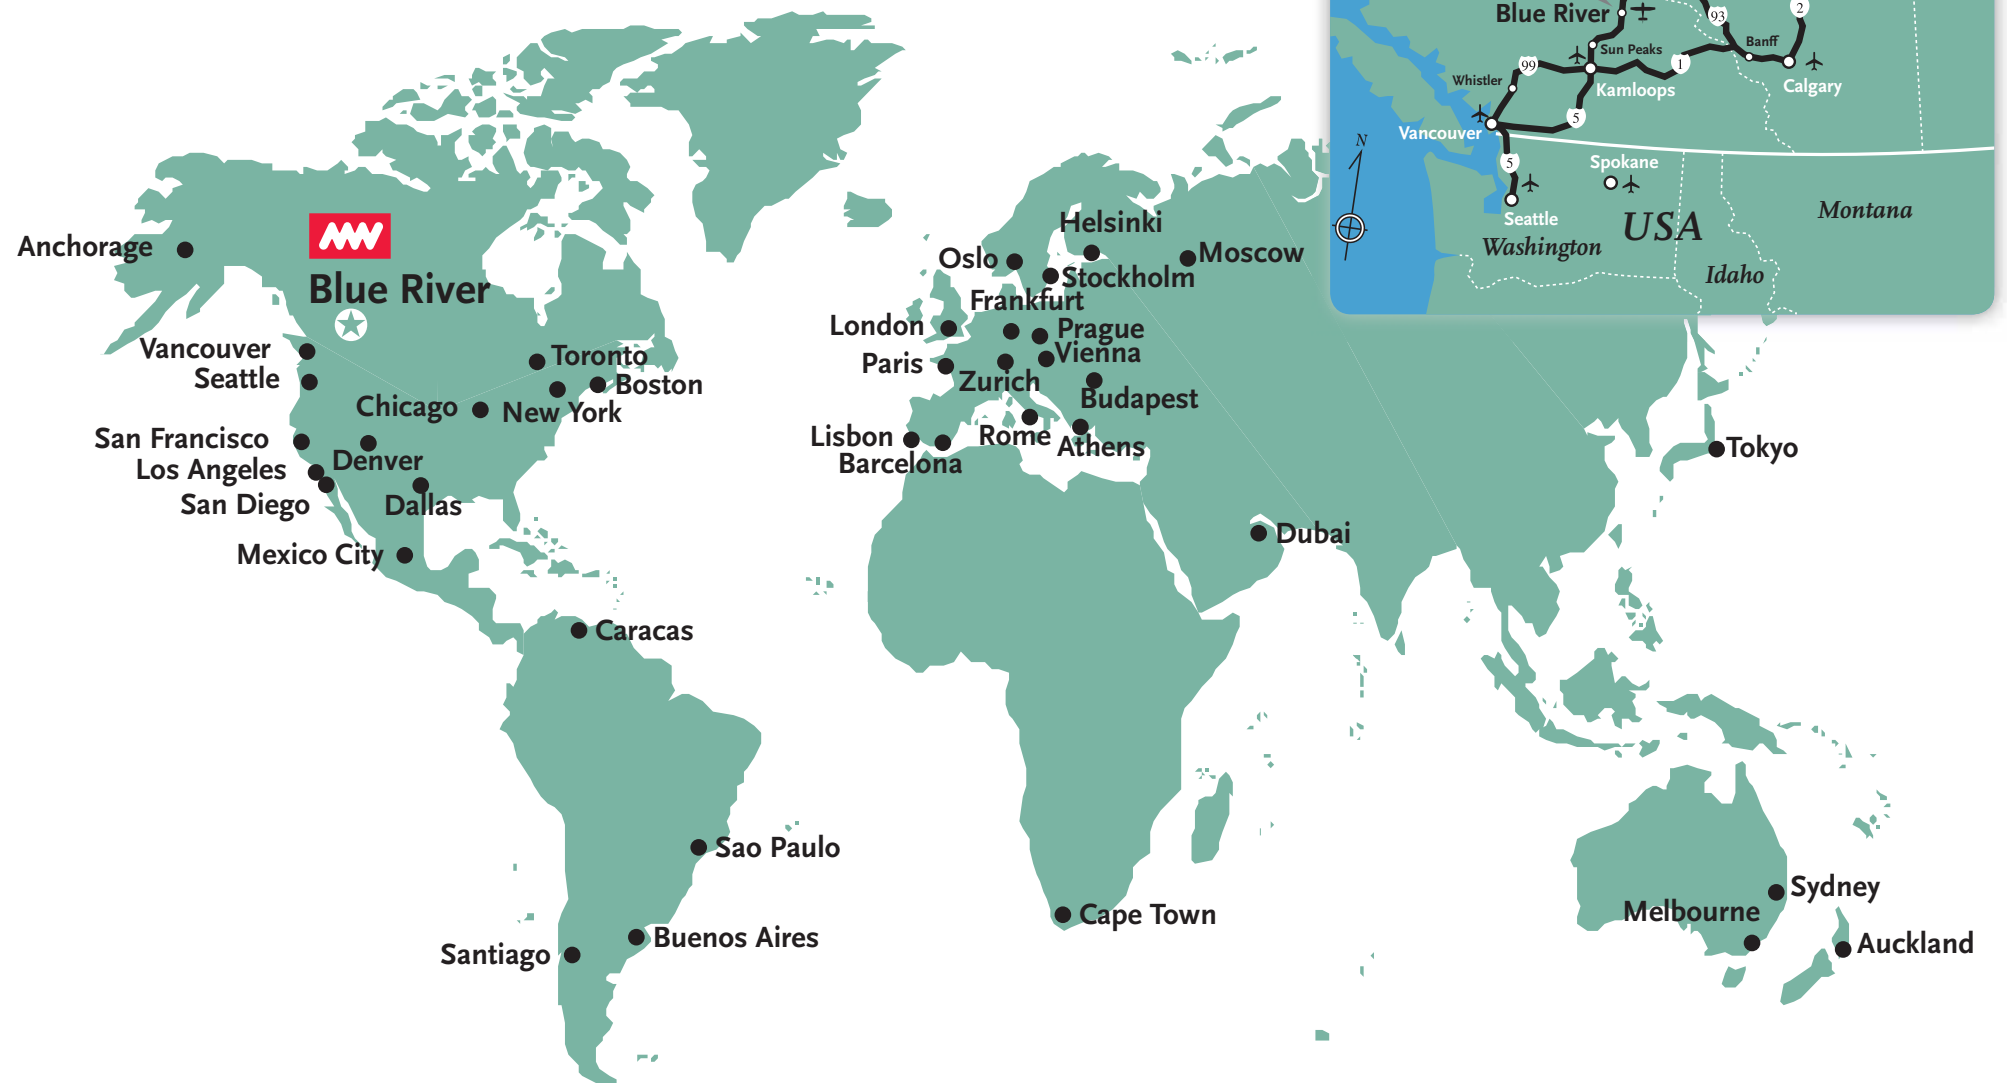 Blue River
93
2
Sun Peaks
Banff
99
1
Whistler
Kamloops
Calgary
5
Vancouver
N
5
Spokane
Seattle
USA
Montana
Washington
Idaho
Anchorage
Blue River
Vancouver
Seattle
Toronto
Boston
Chicago
New York
San Francisco
Denver
Los Angeles
San Diego
Dallas
Mexico City
Caracas
Sao Paulo
Buenos Aires
Santiago
Helsinki
Oslo
Moscow
Stockholm
Frankfurt
London
Prague
Vienna
Paris
Zurich
Budapest
Lisbon
Rome
Athens
Barcelona
Dubai
Tokyo
Cape Town
Sydney
Melbourne
Auckland